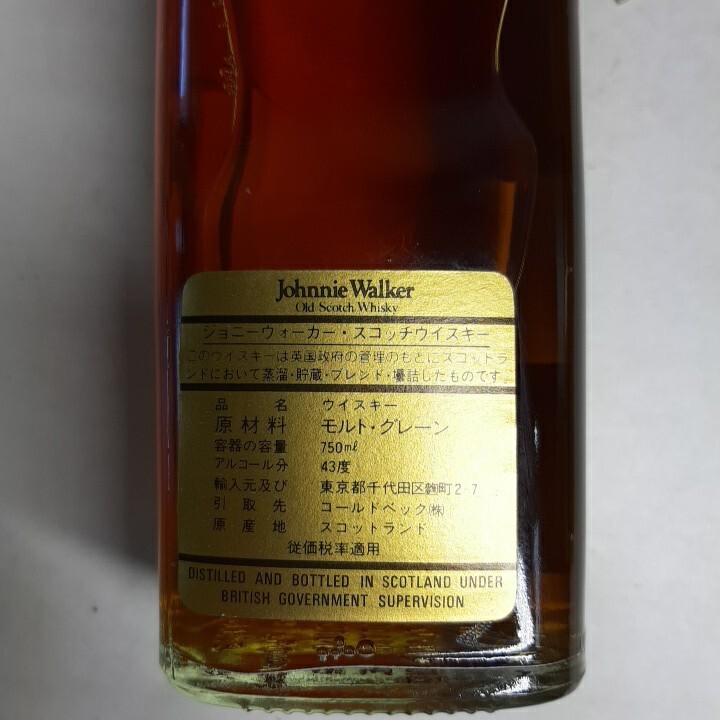 Johnnie Walker
Old Scotch Whisky
ジョニーウォーカー・スコッチウイスキー
このウイスキーは英国政府の管理のもとにスコットラ
ンドにおいて蒸溜・貯蔵・ブレンド・壜詰したものです。
品名 ウイスキー
原材料 モルト・グレーン
容器の容量 750ml
アルコール分 43度
輸入元及び 東京都千代田区麹町2-7
引取先 コールドベック㈱
原産地 スコットランド
従価税率適用
DISTILLED AND BOTTLED IN SCOTLAND UNDER
BRITISH GOVERNMENT SUPERVISION